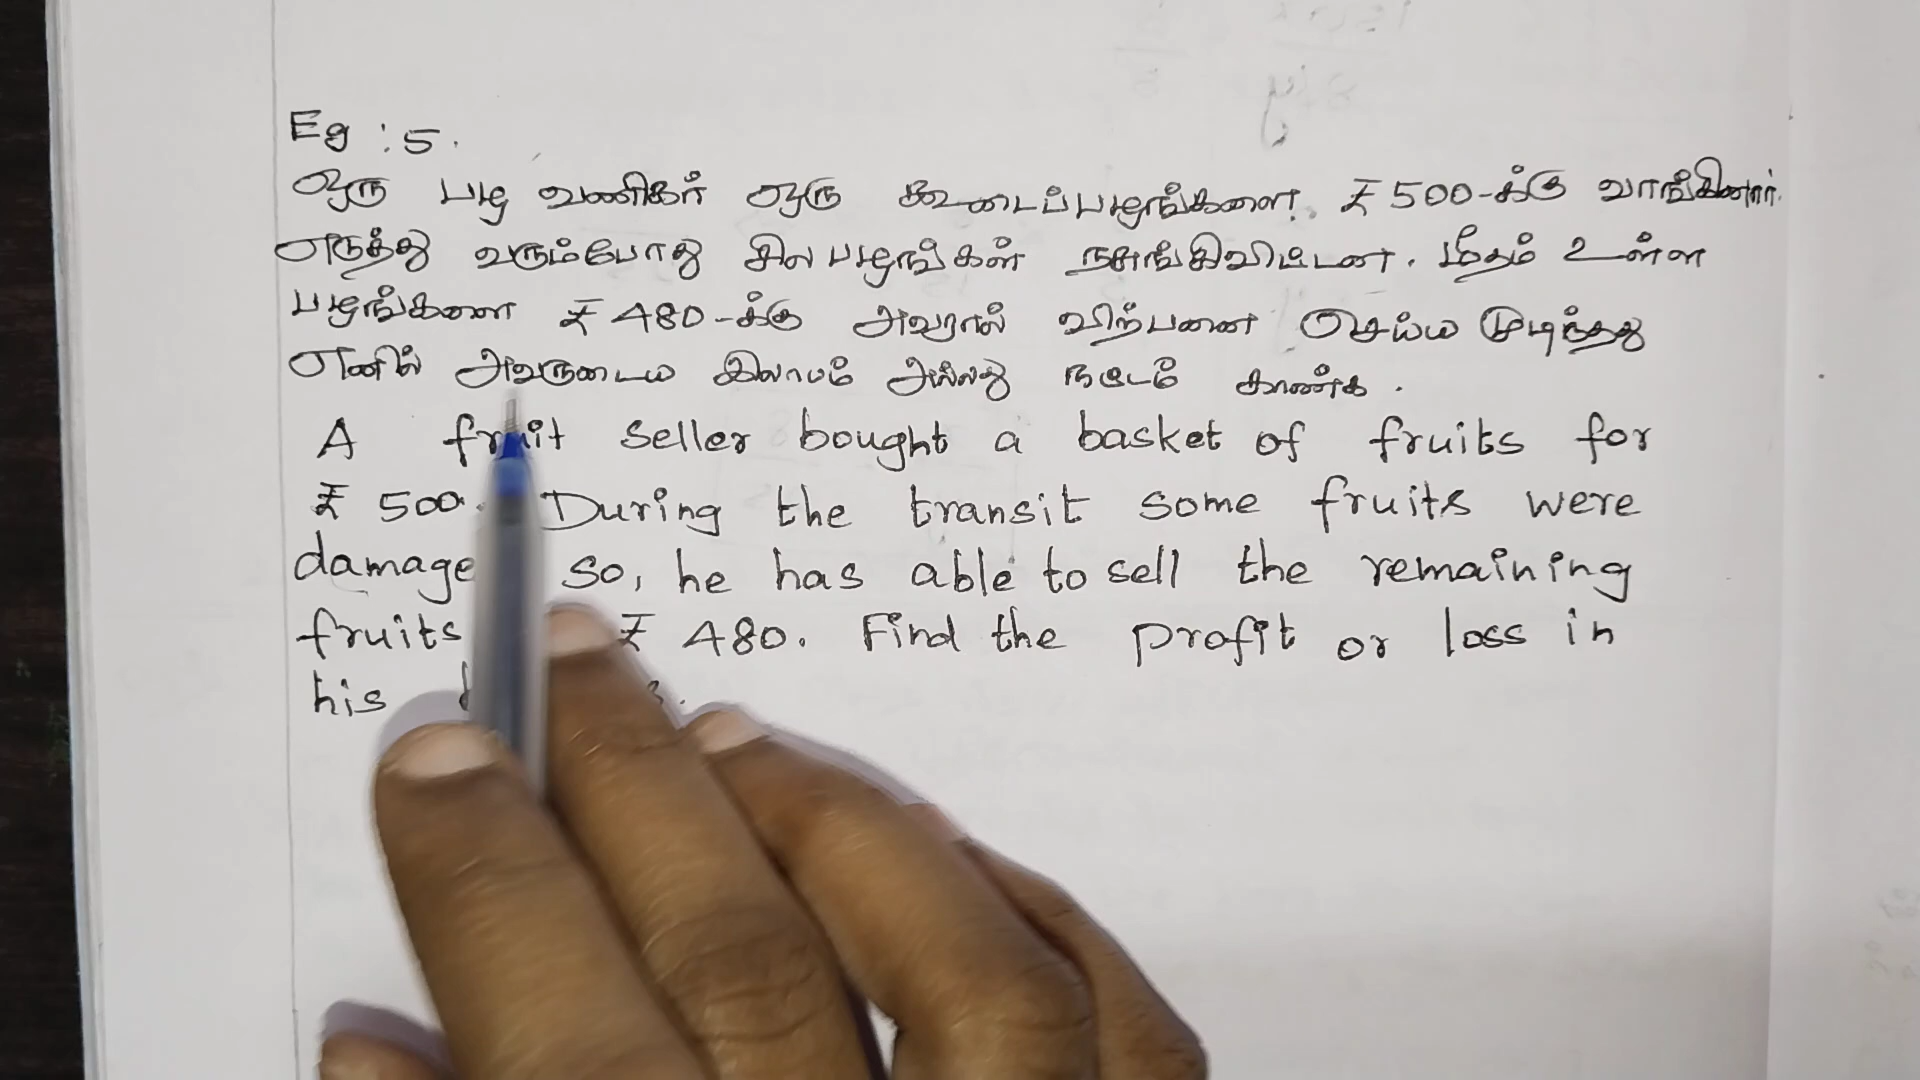 Eg : 5.
ஒரு பழ வணிகர் ஒரு கூடைப்பழங்களை ₹ 500-க்கு வாங்கினார்.
எடுத்து வரும்போது சில பழங்கள் நசுங்கிவிட்டன. மீதம் உள்ள
பழங்களை ₹ 480-க்கு அவரால் விற்பனை செய்ய முடிந்தது
எனில் அவருடைய இலாபம் அல்லது நட்டம் காண்க.
A fruit seller bought a basket of fruits for
₹ 500. During the transit some fruits were
damage so, he has able to sell the remaining
fruits ₹ 480. Find the profit or loss in
his